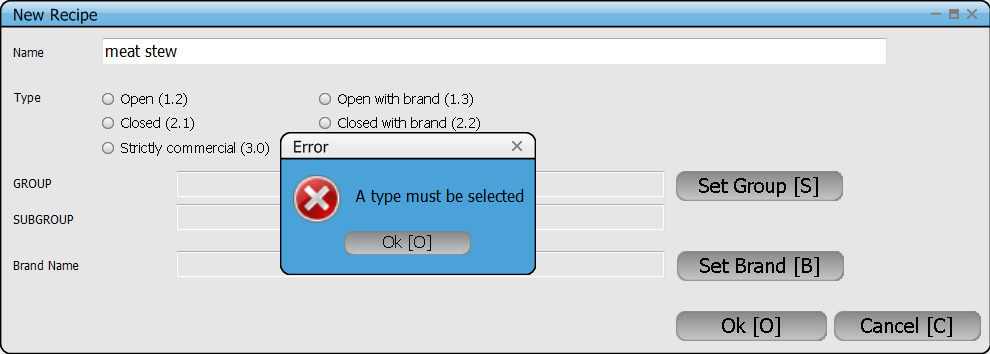 New Recipe
Name
meat stew
Type
Open (1.2)
Open with brand (1.3)
Closed (2.1)
Closed with brand (2.2)
Strictly commercial (3.0)
Error
A type must be selected
Ok [O]
GROUP
Set Group [S]
SUBGROUP
Brand Name
Set Brand [B]
Ok [O]
Cancel [C]